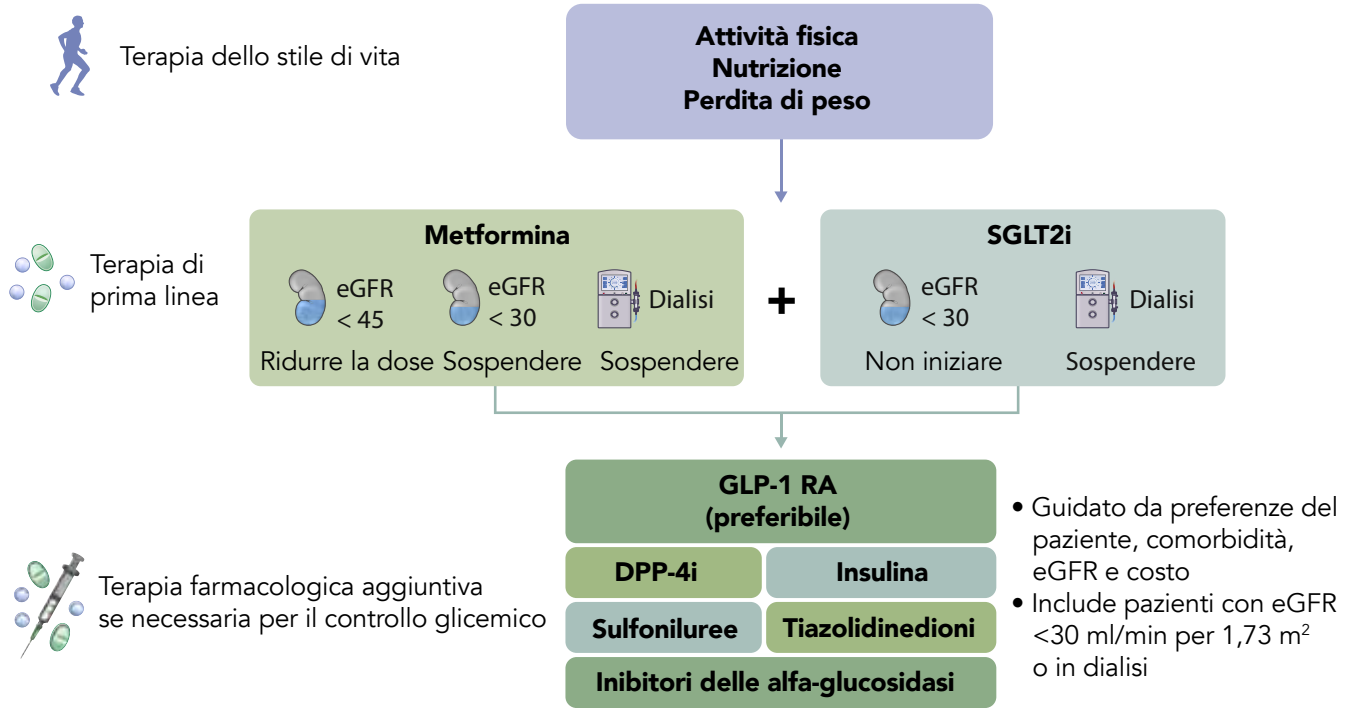 Terapia dello stile di vita
Attività fisica
Nutrizione
Perdita di peso
Terapia di
prima linea
Metformina
eGFR
< 45
Ridurre la dose
eGFR
< 30
Sospendere
Dialisi
Sospendere
+
SGLT2i
eGFR
< 30
Non iniziare
Dialisi
Sospendere
Terapia farmacologica aggiuntiva
se necessaria per il controllo glicemico
GLP-1 RA
(preferibile)
DPP-4i
Insulina
Sulfoniluree
Tiazolidinedioni
Inibitori delle alfa-glucosidasi
• Guidato da preferenze del
paziente, comorbidità,
eGFR e costo
• Include pazienti con eGFR
<30 ml/min per 1,73 m²
o in dialisi